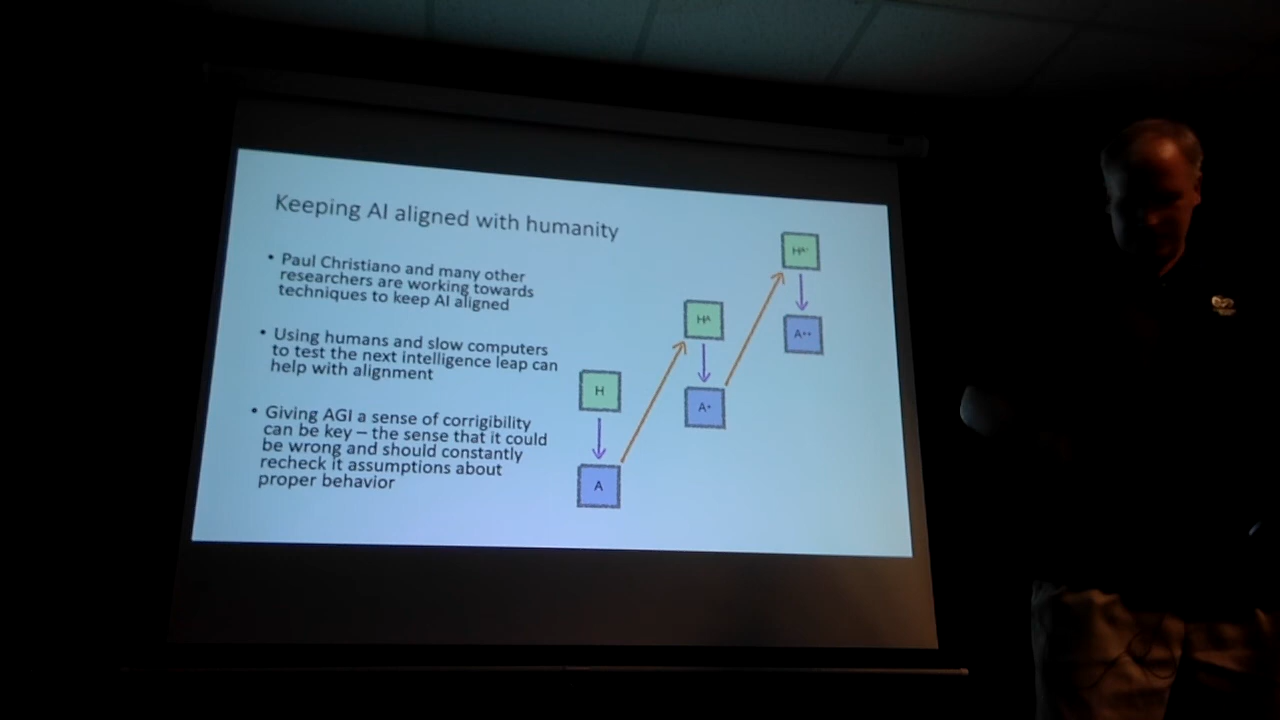 Keeping AI aligned with humanity
• Paul Christiano and many other
researchers are working towards
techniques to keep AI aligned
• Using humans and slow computers
to test the next intelligence leap can
help with alignment
• Giving AGI a sense of corrigibility
can be key – the sense that it could
be wrong and should constantly
recheck it assumptions about
proper behavior
H
A
Hᴬ
A⁺
A⁺⁺